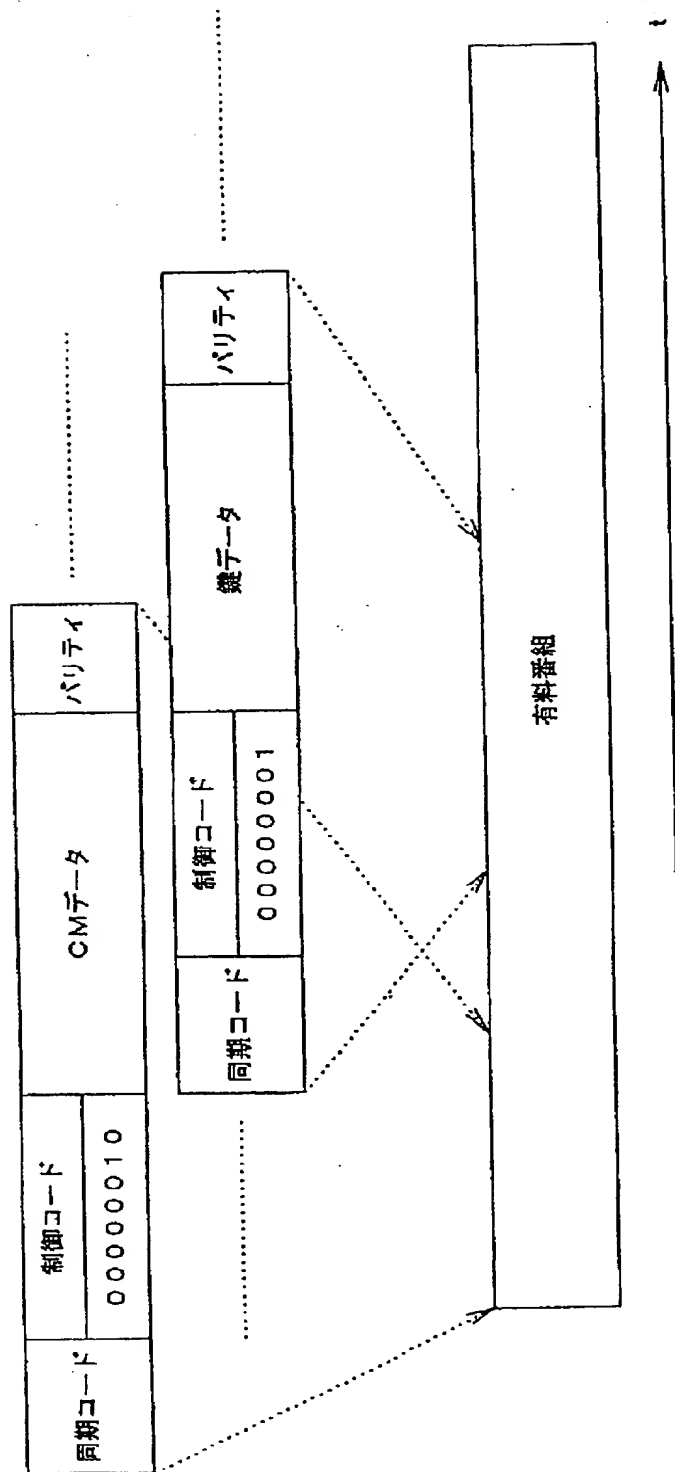 同期コード
制御コード
00000010
CMデータ
パリティ
同期コード
制御コード
00000001
鍵データ
パリティ
有料番組
t